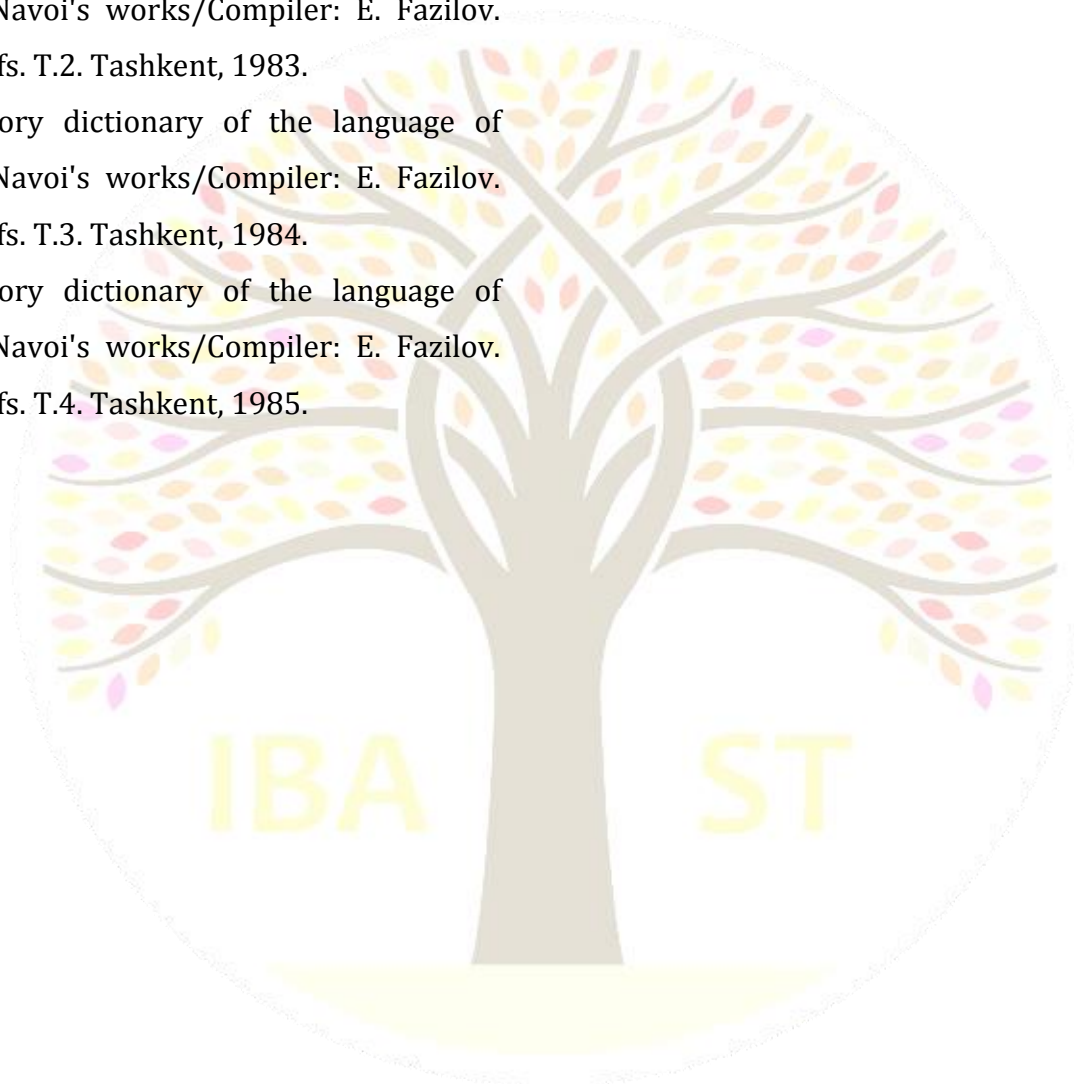 Navoi's works/Compiler: E. Fazilov.
fs. T.2. Tashkent, 1983.
ory dictionary of the language of
Navoi's works/Compiler: E. Fazilov.
fs. T.3. Tashkent, 1984.
ory dictionary of the language of
Navoi's works/Compiler: E. Fazilov.
fs. T.4. Tashkent, 1985.
IBA ST